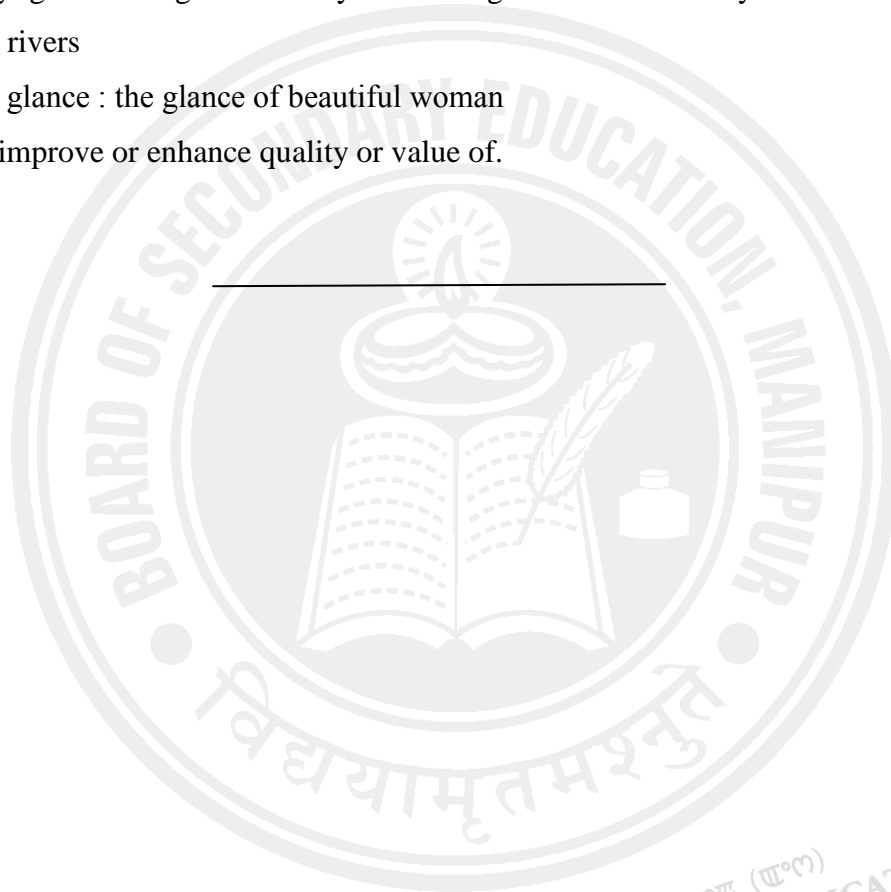 rivers
glance : the glance of beautiful woman
improve or enhance quality or value of.
BOARD OF SECONDARY EDUCATION, MANIPUR
विद्ययामृतमश्नुते